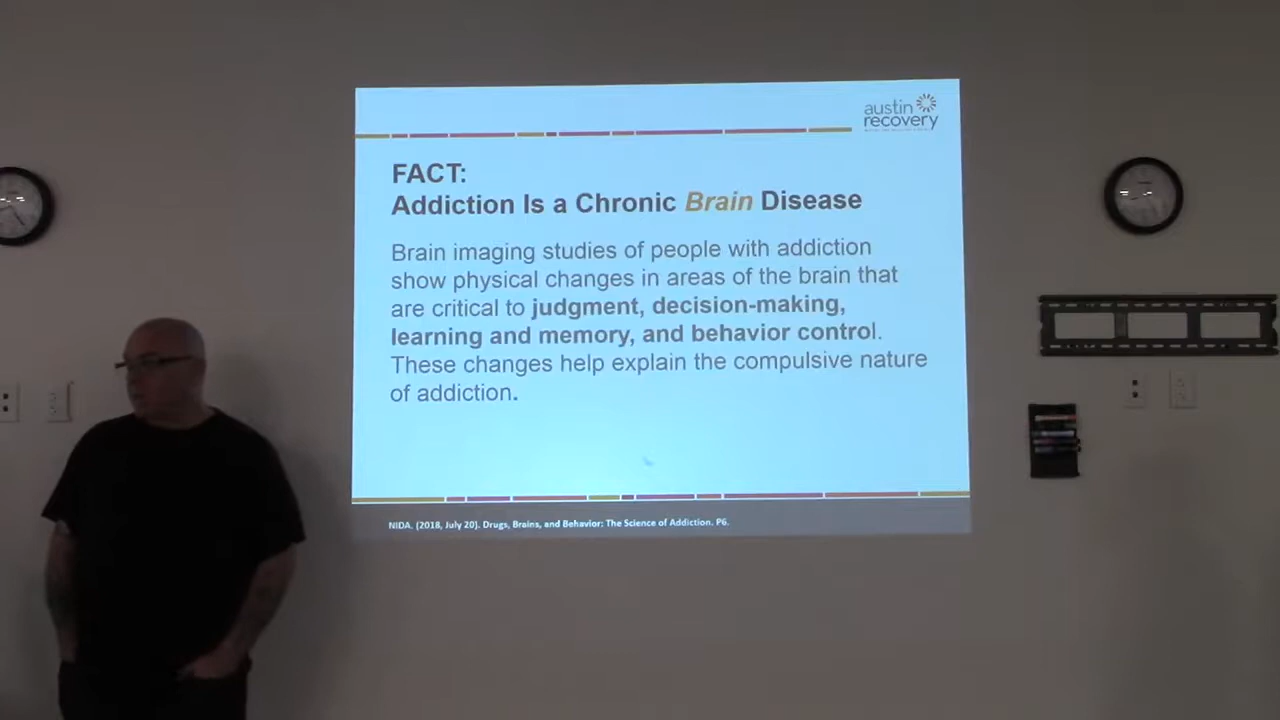 austin
recovery
FACT:
Addiction Is a Chronic Brain Disease
Brain imaging studies of people with addiction
show physical changes in areas of the brain that
are critical to judgment, decision-making,
learning and memory, and behavior control.
These changes help explain the compulsive nature
of addiction.
NIDA. (2018, July 20). Drugs, Brains, and Behavior: The Science of Addiction. P6.